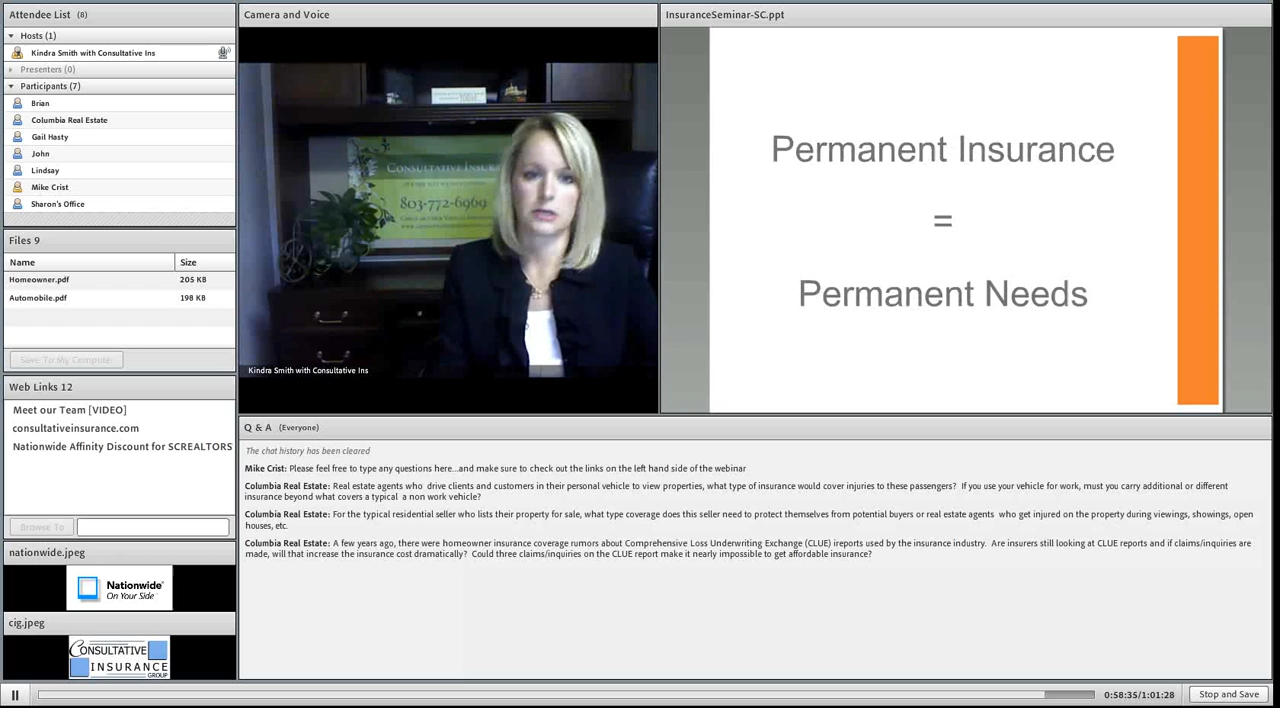 Attendee List (8)
Hosts (1)
Kindra Smith with Consultative Ins
Presenters (0)
Participants (7)
Brian
Columbia Real Estate
Gail Hasty
John
Lindsay
Mike Crist
Sharon's Office
Files 9
Name Size
Homeowner.pdf 205 KB
Automobile.pdf 198 KB
Save To My Computer
Web Links 12
Meet our Team [VIDEO]
consultativeinsurance.com
Nationwide Affinity Discount for SCREALTORS
Browse To
nationwide.jpeg
Nationwide®
On Your Side
cig.jpeg
CONSULTATIVE
INSURANCE
GROUP
Camera and Voice
CONSULTATIVE
803-772-6969
Kindra Smith with Consultative Ins
InsuranceSeminar-SC.ppt
Permanent Insurance
=
Permanent Needs
Q & A (Everyone)
The chat history has been cleared
Mike Crist: Please feel free to type any questions here...and make sure to check out the links on the left hand side of the webinar
Columbia Real Estate: Real estate agents who drive clients and customers in their personal vehicle to view properties, what type of insurance would cover injuries to these passengers? If you use your vehicle for work, must you carry additional or different
insurance beyond what covers a typical a non work vehicle?
Columbia Real Estate: For the typical residential seller who lists their property for sale, what type coverage does this seller need to protect themselves from potential buyers or real estate agents who get injured on the property during viewings, showings, open
houses, etc.
Columbia Real Estate: A few years ago, there were homeowner insurance coverage rumors about Comprehensive Loss Underwriting Exchange (CLUE) ireports used by the insurance industry. Are insurers still looking at CLUE reports and if claims/inquiries are
made, will that increase the insurance cost dramatically? Could three claims/inquiries on the CLUE report make it nearly impossible to get affordable insurance?
0:58:35/1:01:28
Stop and Save